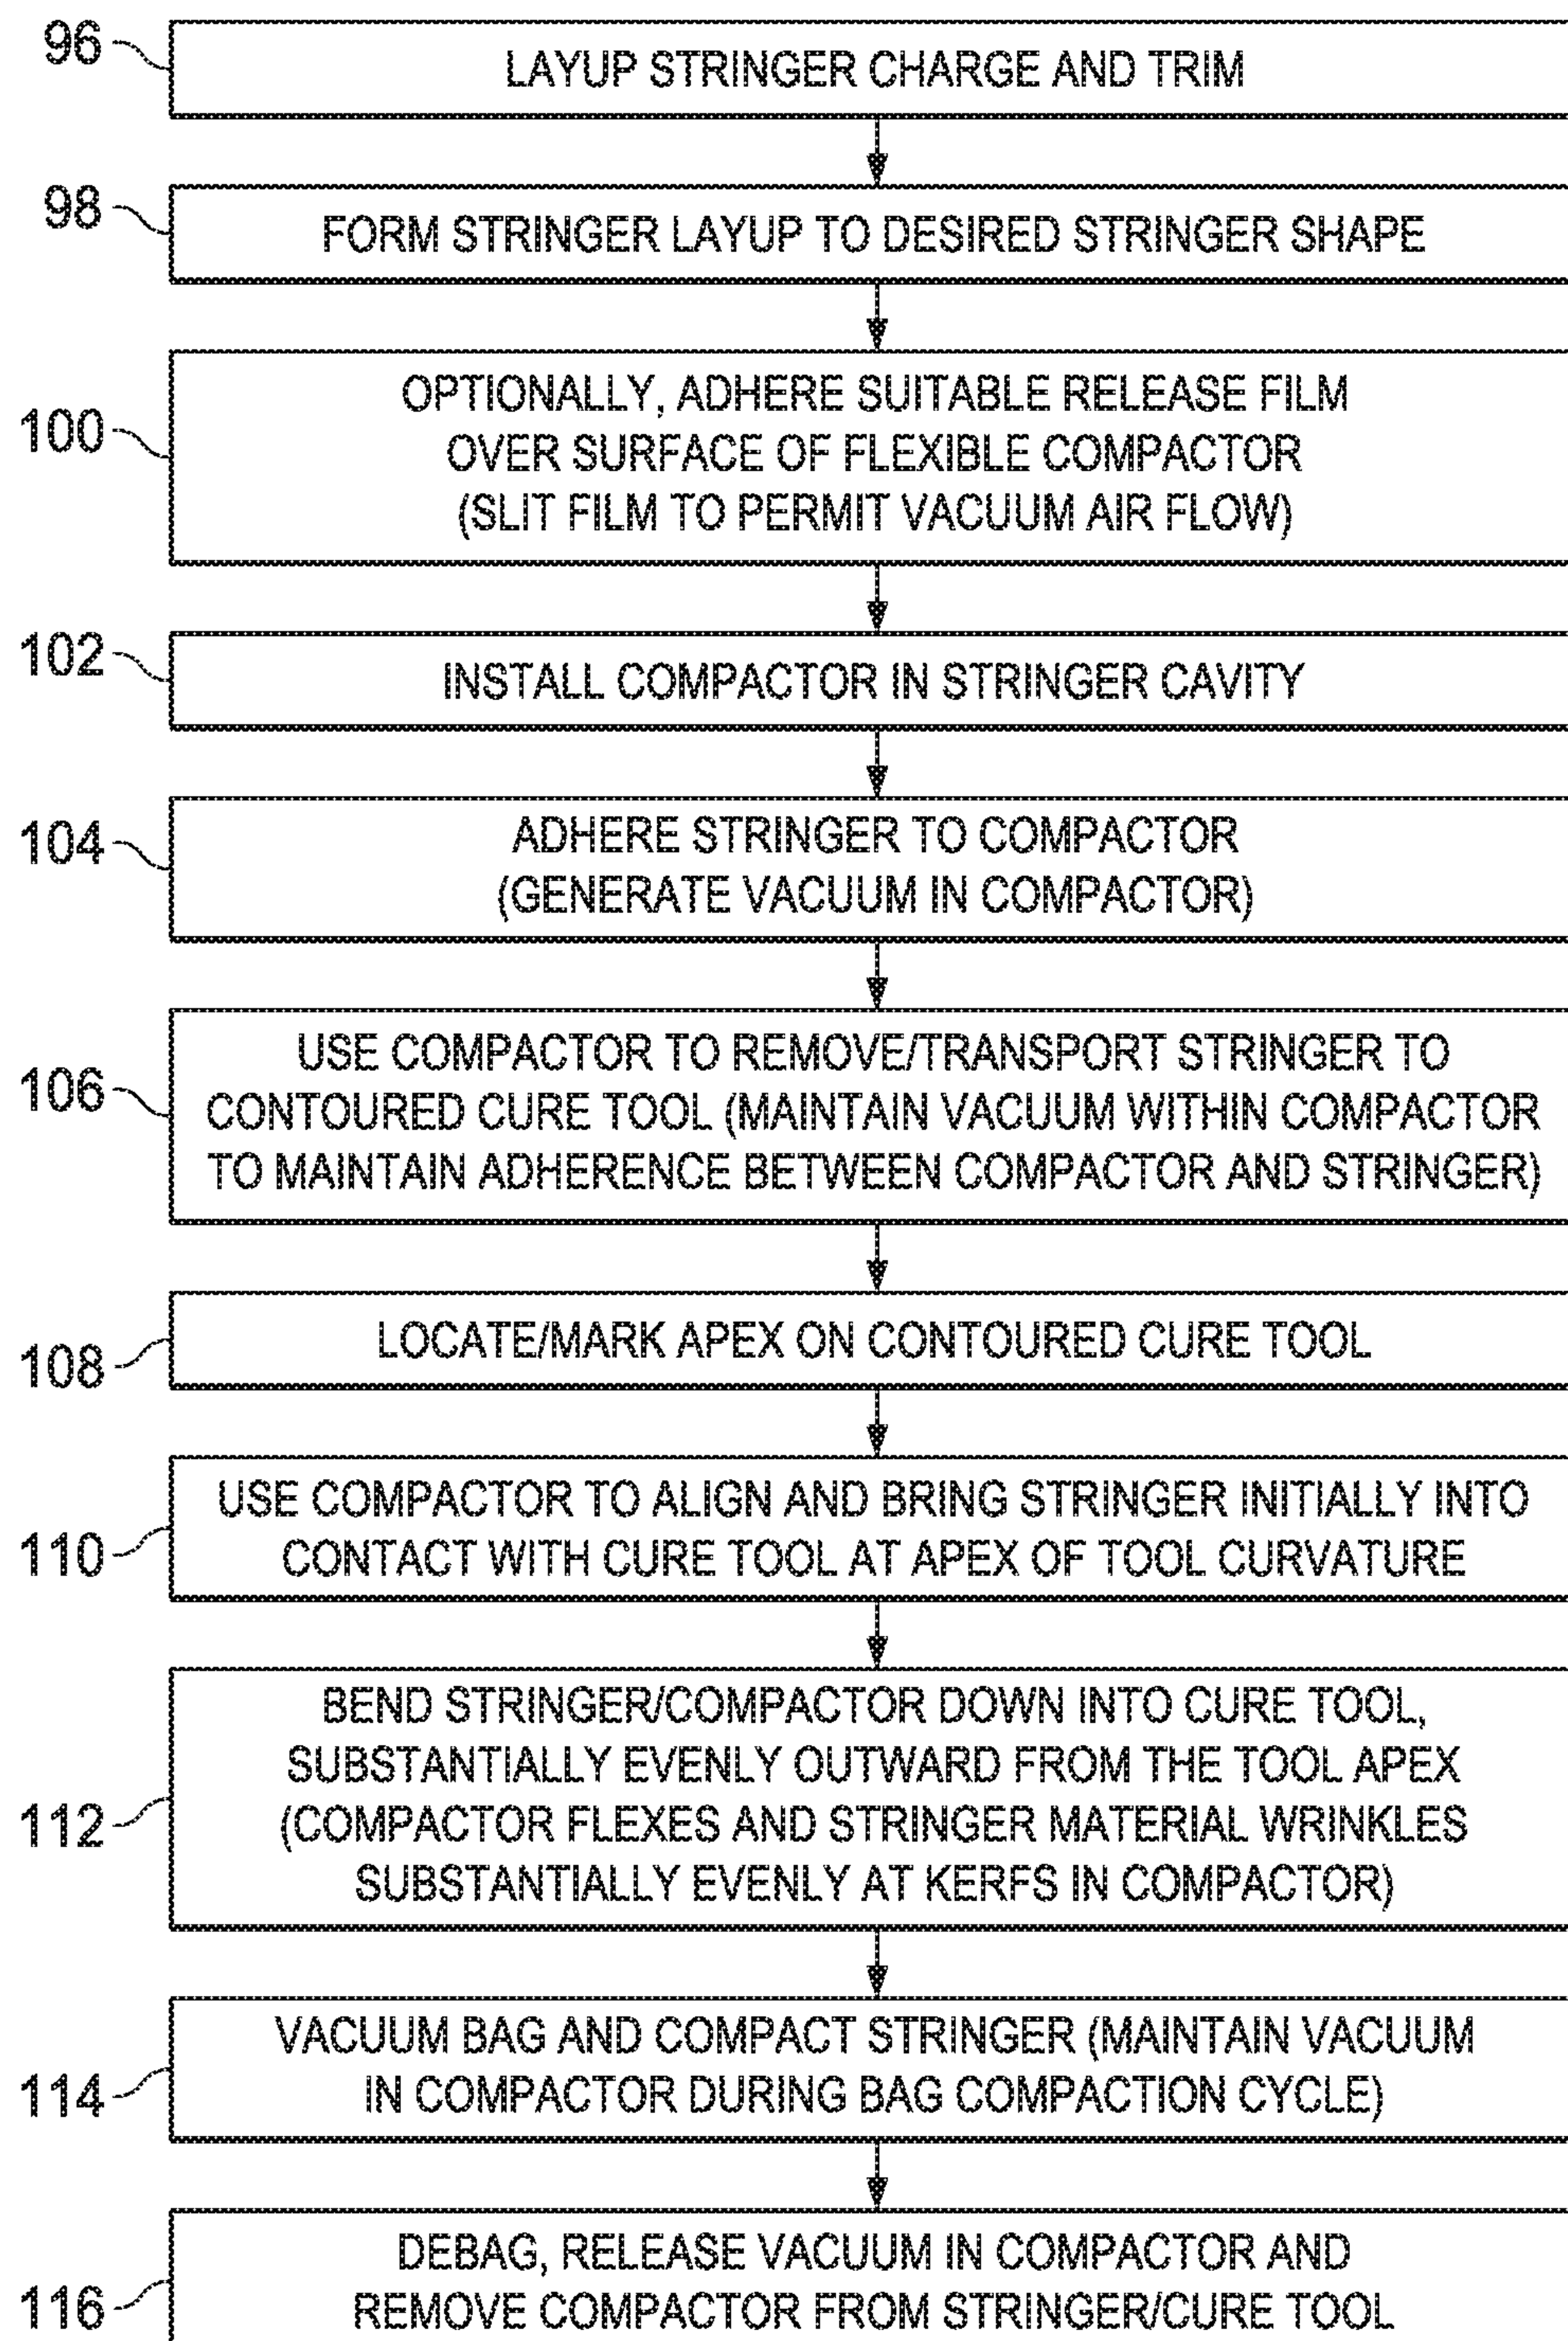 96
LAYUP STRINGER CHARGE AND TRIM
98
FORM STRINGER LAYUP TO DESIRED STRINGER SHAPE
100
OPTIONALLY, ADHERE SUITABLE RELEASE FILM
OVER SURFACE OF FLEXIBLE COMPACTOR
(SLIT FILM TO PERMIT VACUUM AIR FLOW)
102
INSTALL COMPACTOR IN STRINGER CAVITY
104
ADHERE STRINGER TO COMPACTOR
(GENERATE VACUUM IN COMPACTOR)
106
USE COMPACTOR TO REMOVE/TRANSPORT STRINGER TO
CONTOURED CURE TOOL (MAINTAIN VACUUM WITHIN COMPACTOR
TO MAINTAIN ADHERENCE BETWEEN COMPACTOR AND STRINGER)
108
LOCATE/MARK APEX ON CONTOURED CURE TOOL
110
USE COMPACTOR TO ALIGN AND BRING STRINGER INITIALLY INTO
CONTACT WITH CURE TOOL AT APEX OF TOOL CURVATURE
112
BEND STRINGER/COMPACTOR DOWN INTO CURE TOOL,
SUBSTANTIALLY EVENLY OUTWARD FROM THE TOOL APEX
(COMPACTOR FLEXES AND STRINGER MATERIAL WRINKLES
SUBSTANTIALLY EVENLY AT KERFS IN COMPACTOR)
114
VACUUM BAG AND COMPACT STRINGER (MAINTAIN VACUUM
IN COMPACTOR DURING BAG COMPACTION CYCLE)
116
DEBAG, RELEASE VACUUM IN COMPACTOR AND
REMOVE COMPACTOR FROM STRINGER/CURE TOOL